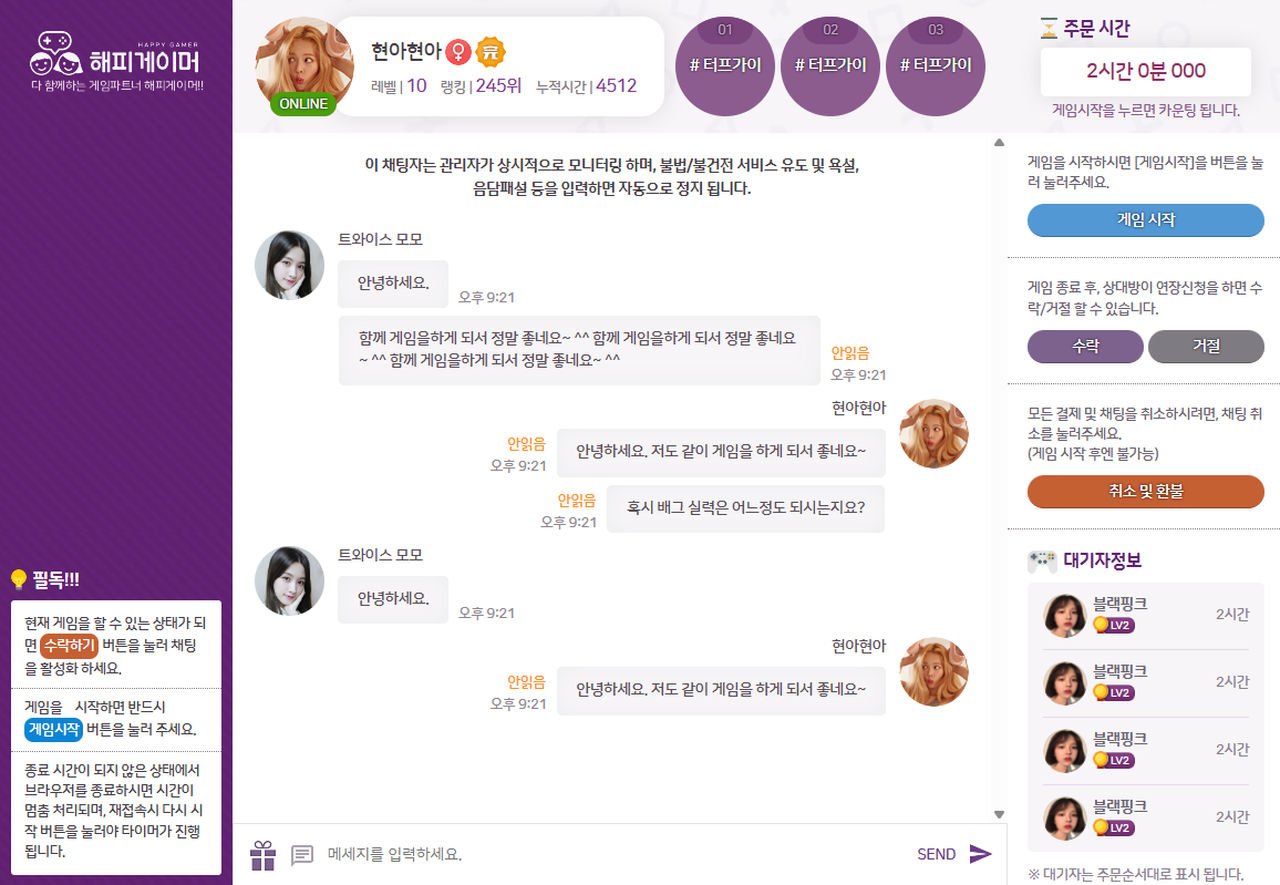 HAPPY GAMER
해피게이머
다 함께하는 게임파트너 해피게이머!!
필독!!!
현재 게임을 할 수 있는 상태가 되
면 수락하기 버튼을 눌러 채팅
을 활성화 하세요.
게임을 시작하면 반드시
게임시작 버튼을 눌러 주세요.
종료 시간이 되지 않은 상태에서
브라우저를 종료하시면 시간이
멈춤 처리되며, 재접속시 다시 시
작 버튼을 눌러야 타이머가 진행
됩니다.
현아현아 完
레벨 | 10 랭킹 | 245위 누적시간 | 4512
ONLINE
01
# 터프가이
02
# 터프가이
03
# 터프가이
이 채팅자는 관리자가 상시적으로 모니터링 하며, 불법/불건전 서비스 유도 및 욕설,
음담패설 등을 입력하면 자동으로 정지 됩니다.
트와이스 모모
안녕하세요.
오후 9:21
함께 게임을하게 되서 정말 좋네요~ ^^ 함께 게임을하게 되서 정말 좋네요
~ ^^ 함께 게임을하게 되서 정말 좋네요~ ^^
안읽음
오후 9:21
현아현아
안읽음
오후 9:21
안녕하세요. 저도 같이 게임을 하게 되서 좋네요~
안읽음
오후 9:21
혹시 배그 실력은 어느정도 되시는지요?
트와이스 모모
안녕하세요.
오후 9:21
현아현아
안읽음
오후 9:21
안녕하세요. 저도 같이 게임을 하게 되서 좋네요~
메세지를 입력하세요.
SEND
주문 시간
2시간 0분 000
게임시작을 누르면 카운팅 됩니다.
게임을 시작하시면 [게임시작]을 버튼을 눌
러 눌러주세요.
게임 시작
게임 종료 후, 상대방이 연장신청을 하면 수
락/거절 할 수 있습니다.
수락
거절
모든 결제 및 채팅을 취소하시려면, 채팅 취
소를 눌러주세요.
(게임 시작 후엔 불가능)
취소 및 환불
대기자정보
블랙핑크
LV2
2시간
블랙핑크
LV2
2시간
블랙핑크
LV2
2시간
블랙핑크
LV2
2시간
※ 대기자는 주문순서대로 표시 됩니다.